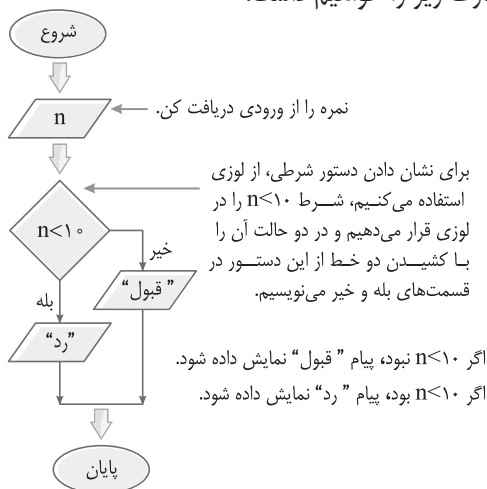 شروع
n
نمره را از ورودی دریافت کن.
برای نشان دادن دستور شرطی، از لوزی
استفاده می‌کنیم، شرط n<۱۰ را در
لوزی قرار می‌دهیم و در دو حالت آن را
با کشیدن دو خط از این دستور در
قسمت‌های بله و خیر می‌نویسیم.
n<۱۰
خیر
” قبول“
بله
”رد“
اگر n<۱۰ نبود، پیام ” قبول“ نمایش داده شود.
اگر n<۱۰ بود، پیام ” رد“ نمایش داده شود.
پایان